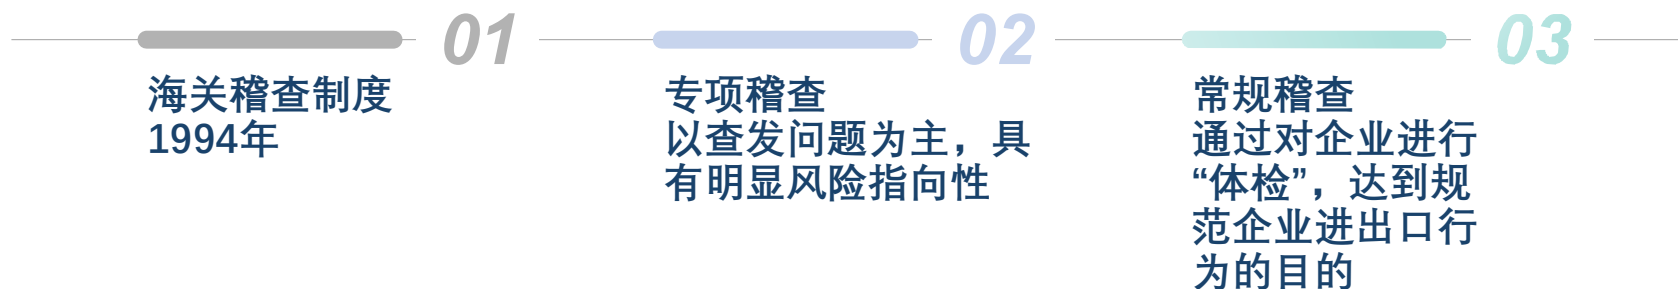 01
海关稽查制度
1994年
02
专项稽查
以查发问题为主，具
有明显风险指向性
03
常规稽查
通过对企业进行
“体检”，达到规
范企业进出口行
为的目的